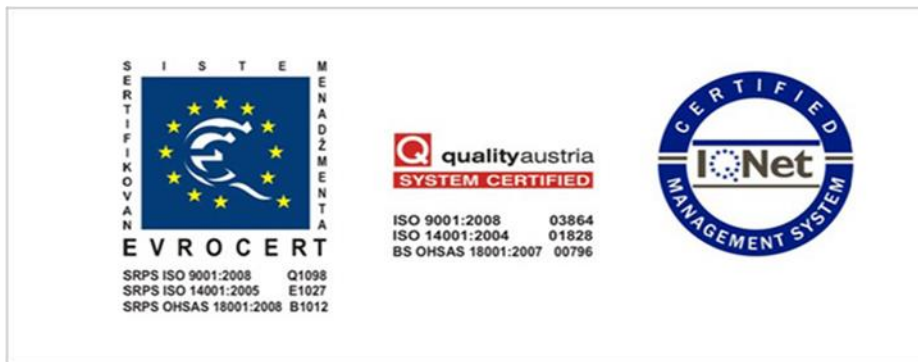 SERTIFIKOVAN
SISTEM
MENADŽMENTA
EVROCERT
SRPS ISO 9001:2008 Q1098
SRPS ISO 14001:2005 E1027
SRPS OHSAS 18001:2008 B1012
Q qualityaustria
SYSTEM CERTIFIED
ISO 9001:2008 03864
ISO 14001:2004 01828
BS OHSAS 18001:2007 00796
CERTIFIED
IQNet
MANAGEMENT SYSTEM